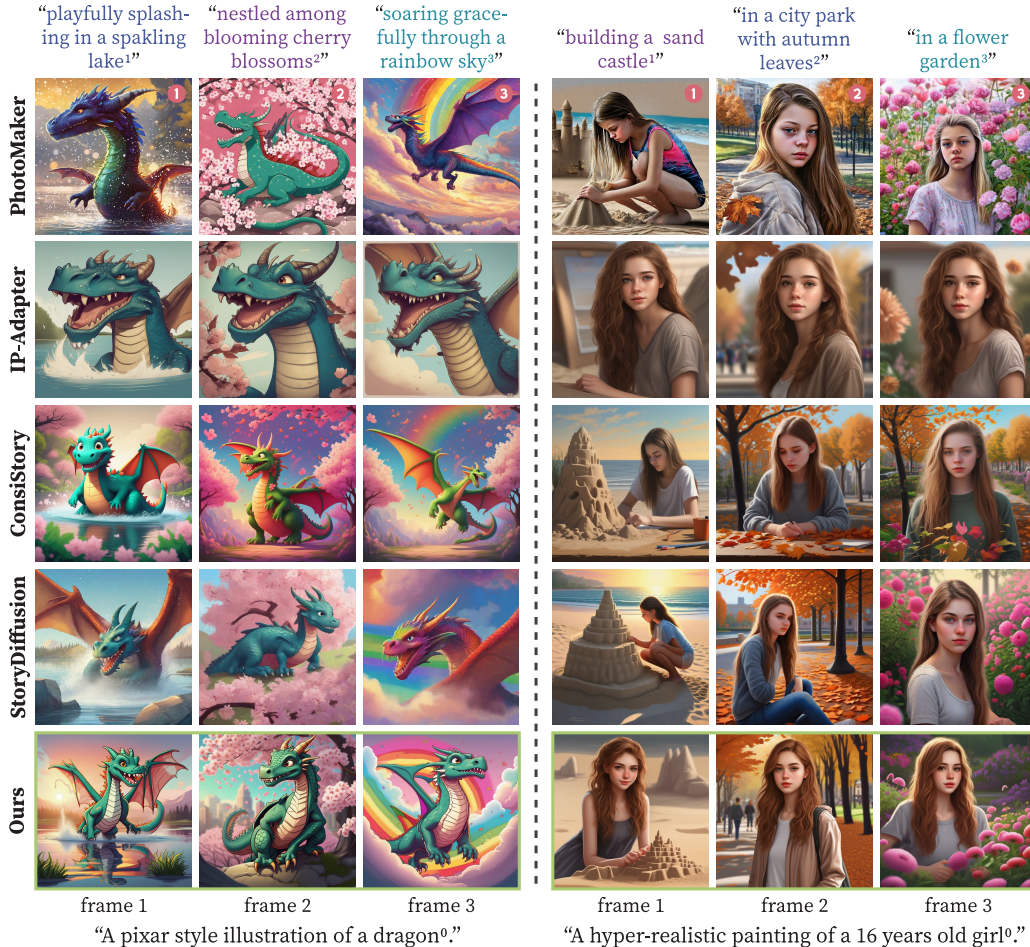 “playfully splash-
ing in a spakling
lake¹”
“nestled among
blooming cherry
blossoms²”
“soaring grace-
fully through a
rainbow sky³”
“building a sand
castle¹”
“in a city park
with autumn
leaves²”
“in a flower
garden³”
PhotoMaker
1
2
3
1
2
3
IP-Adapter
ConsiStory
StoryDiffusion
Ours
frame 1
frame 2
frame 3
frame 1
frame 2
frame 3
“A pixar style illustration of a dragon⁰.”
“A hyper-realistic painting of a 16 years old girl⁰.”